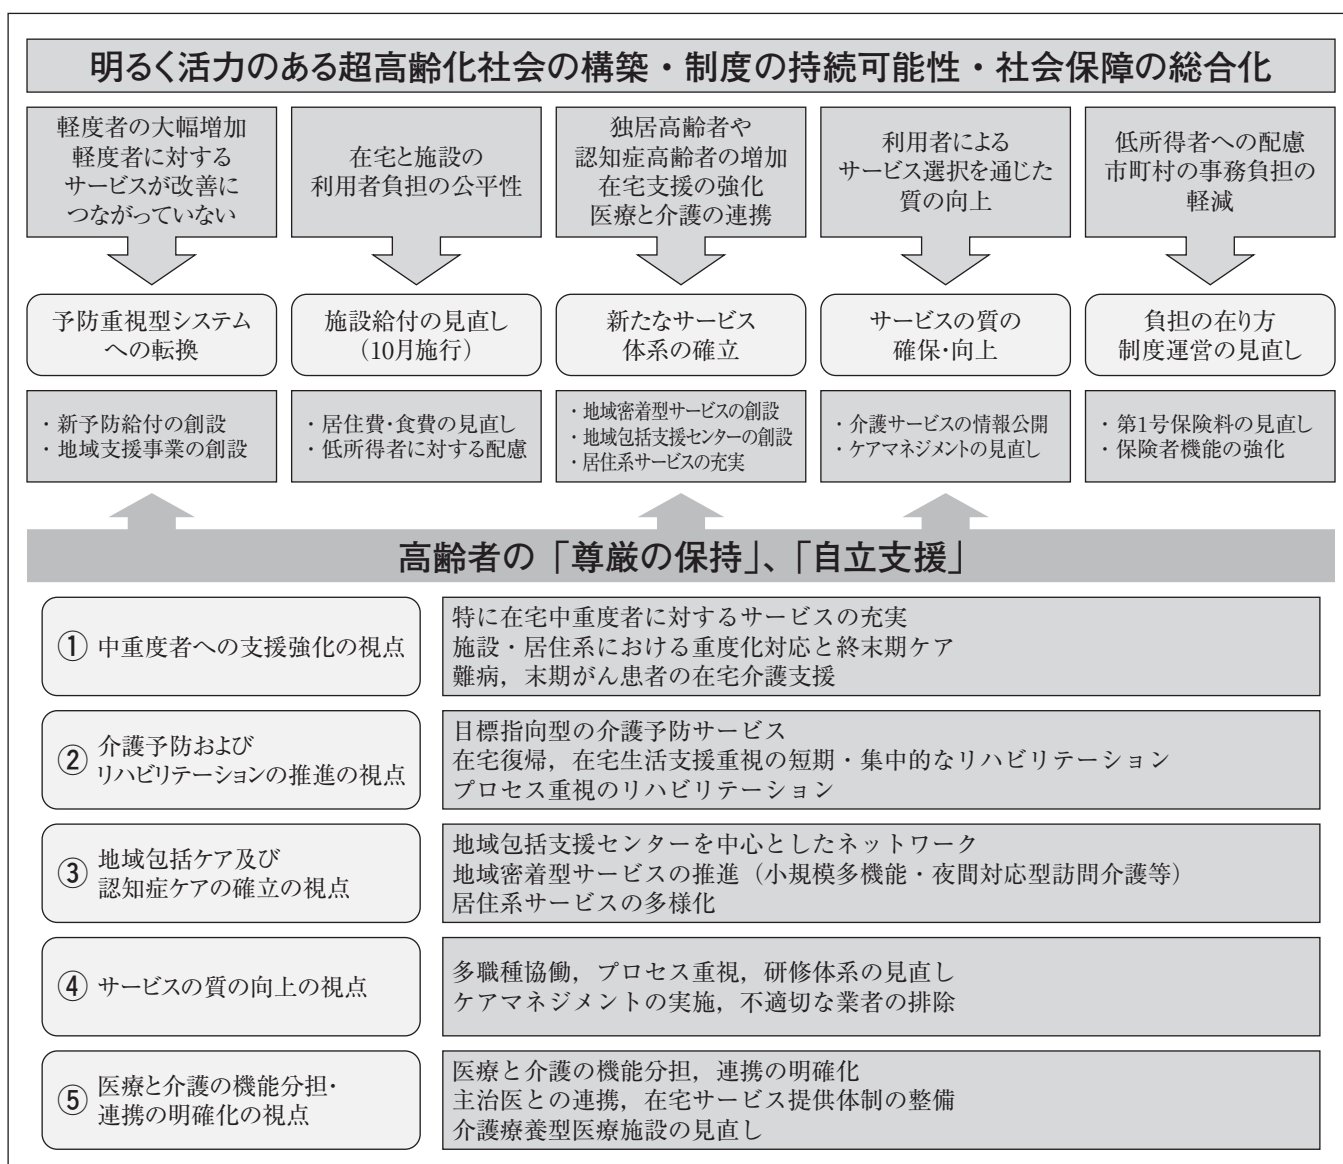 明るく活力のある超高齢化社会の構築・制度の持続可能性・社会保障の総合化
軽度者の大幅増加
軽度者に対する
サービスが改善に
つながっていない
在宅と施設の
利用者負担の公平性
独居高齢者や
認知症高齢者の増加
在宅支援の強化
医療と介護の連携
利用者による
サービス選択を通じた
質の向上
低所得者への配慮
市町村の事務負担の
軽減
予防重視型システム
への転換
施設給付の見直し
(10月施行)
新たなサービス
体系の確立
サービスの質の
確保・向上
負担の在り方
制度運営の見直し
・新予防給付の創設
・地域支援事業の創設
・居住費・食費の見直し
・低所得者に対する配慮
・地域密着型サービスの創設
・地域包括支援センターの創設
・居住系サービスの充実
・介護サービスの情報公開
・ケアマネジメントの見直し
・第1号保険料の見直し
・保険者機能の強化
高齢者の「尊厳の保持」、「自立支援」
① 中重度者への支援強化の視点
特に在宅中重度者に対するサービスの充実
施設・居住系における重度化対応と終末期ケア
難病，末期がん患者の在宅介護支援
② 介護予防および
リハビリテーションの推進の視点
目標指向型の介護予防サービス
在宅復帰，在宅生活支援重視の短期・集中的なリハビリテーション
プロセス重視のリハビリテーション
③ 地域包括ケア及び
認知症ケアの確立の視点
地域包括支援センターを中心としたネットワーク
地域密着型サービスの推進（小規模多機能・夜間対応型訪問介護等）
居住系サービスの多様化
④ サービスの質の向上の視点
多職種協働，プロセス重視，研修体系の見直し
ケアマネジメントの実施，不適切な業者の排除
⑤ 医療と介護の機能分担・
連携の明確化の視点
医療と介護の機能分担，連携の明確化
主治医との連携，在宅サービス提供体制の整備
介護療養型医療施設の見直し